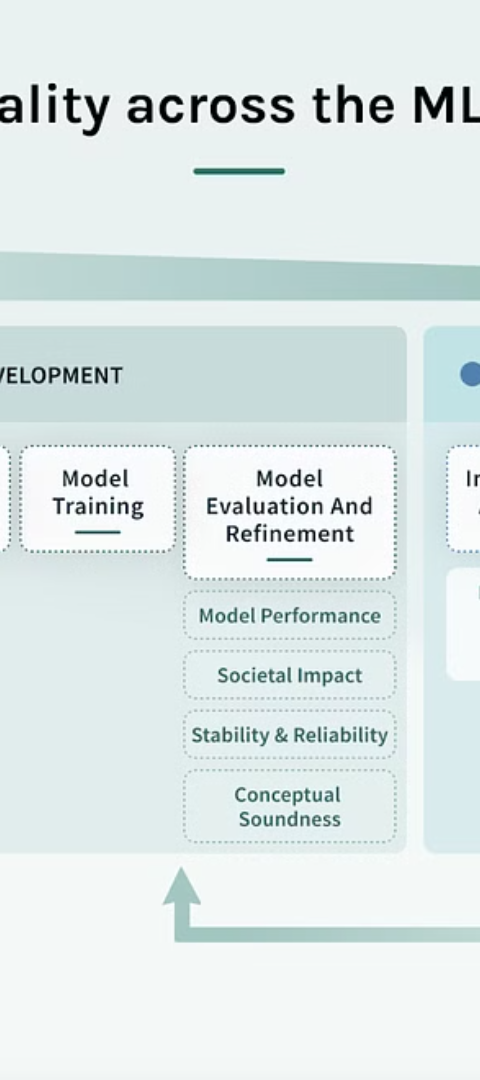 ality across the ML
VELOPMENT
Model
Training
Model
Evaluation And
Refinement
Model Performance
Societal Impact
Stability & Reliability
Conceptual
Soundness